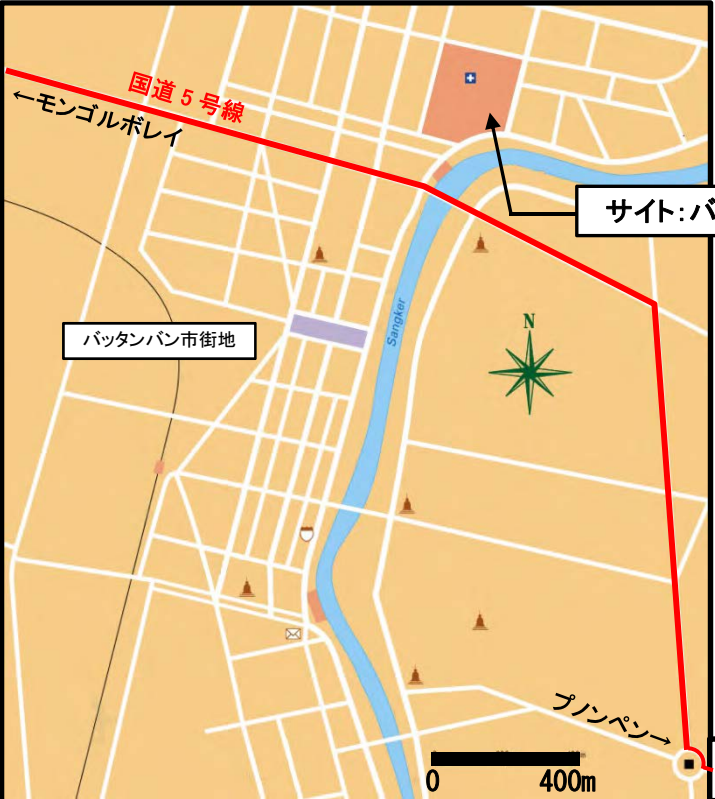 国道5号線
←モンゴルボレイ
サイト:バ
Sangker
N
バッタンバン市街地
プノンペン→
0 400m